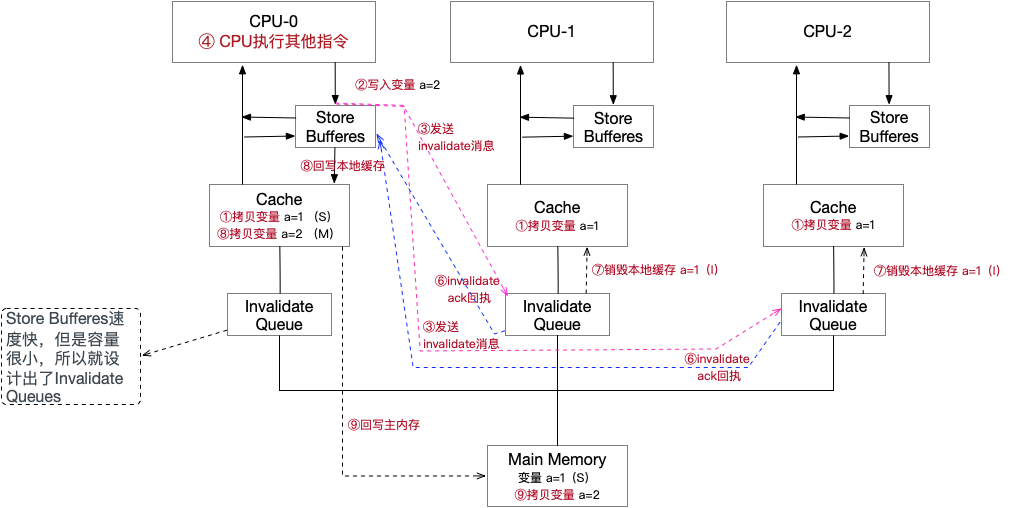 CPU-0
④ CPU执行其他指令
CPU-1
CPU-2
②写入变量 a=2
Store
Bufferes
Store
Bufferes
Store
Bufferes
③发送
invalidate消息
⑧回写本地缓存
Cache
①拷贝变量 a=1 （S）
⑧拷贝变量 a=2 （M）
Cache
①拷贝变量 a=1
Cache
①拷贝变量 a=1
⑥invalidate
ack回执
⑦销毁本地缓存 a=1（I）
⑦销毁本地缓存 a=1（I）
Invalidate
Queue
Invalidate
Queue
Invalidate
Queue
Store Bufferes速
度快，但是容量
很小，所以就设
计出了Invalidate
Queues
③发送
invalidate消息
⑥invalidate
ack回执
⑨回写主内存
Main Memory
变量 a=1（S）
⑨拷贝变量 a=2